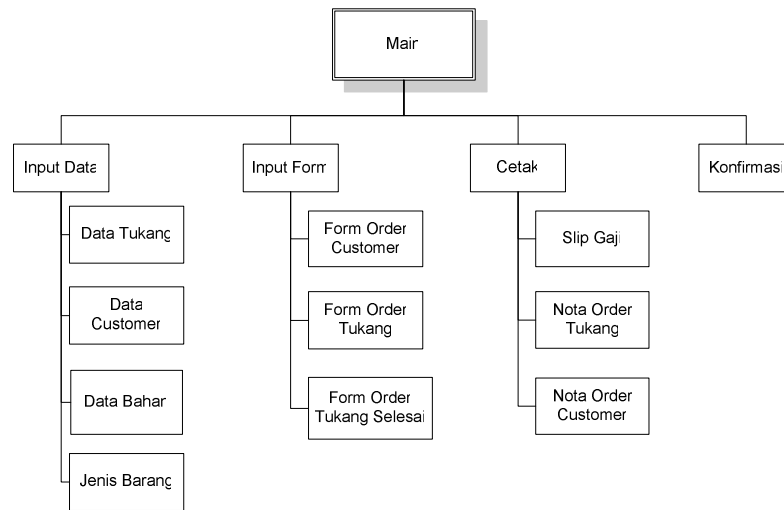 Main
Input Data
Input Form
Cetak
Konfirmasi
Data Tukang
Data
Customer
Data Bahan
Jenis Barang
Form Order
Customer
Form Order
Tukang
Form Order
Tukang Selesai
Slip Gaji
Nota Order
Tukang
Nota Order
Customer